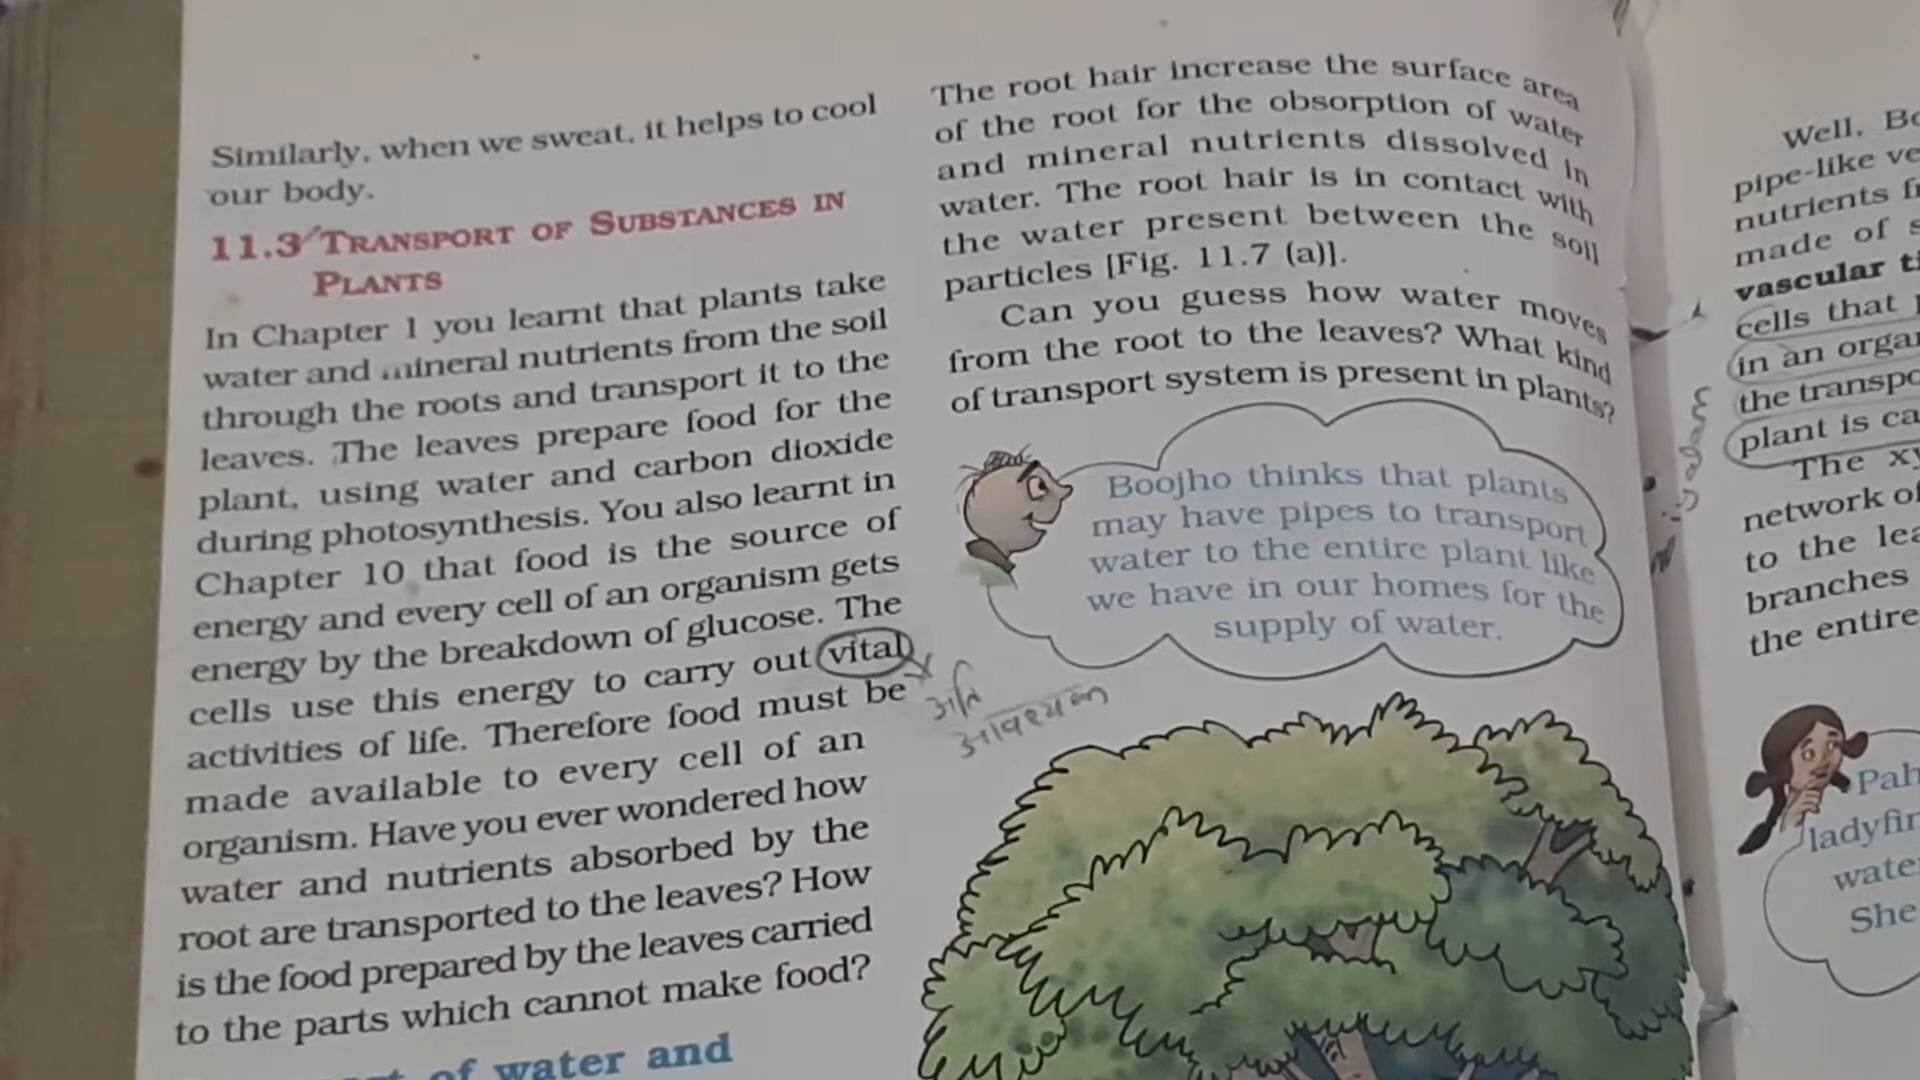 Similarly, when we sweat, it helps to cool
our body.
11.3 TRANSPORT OF SUBSTANCES IN
PLANTS
In Chapter 1 you learnt that plants take
water and mineral nutrients from the soil
through the roots and transport it to the
leaves. The leaves prepare food for the
plant, using water and carbon dioxide
during photosynthesis. You also learnt in
Chapter 10 that food is the source of
energy and every cell of an organism gets
energy by the breakdown of glucose. The
cells use this energy to carry out vital
activities of life. Therefore food must be
made available to every cell of an
organism. Have you ever wondered how
water and nutrients absorbed by the
root are transported to the leaves? How
is the food prepared by the leaves carried
to the parts which cannot make food?
of water and
अति
आवश्यक
The root hair increase the surface area
of the root for the obsorption of water
and mineral nutrients dissolved in
water. The root hair is in contact with
the water present between the soil
particles [Fig. 11.7 (a)].
Can you guess how water moves
from the root to the leaves? What kind
of transport system is present in plants?
Boojho thinks that plants
may have pipes to transport
water to the entire plant like
we have in our homes for the
supply of water.
Well,
pipe-like
nutrients
made of
vascular
cells that
in an
the
plant is
The
network of
to the
branches
the entire
water
She